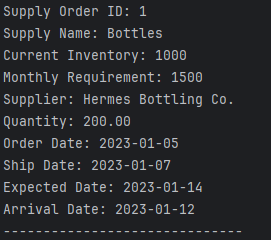 Supply Order ID: 1
Supply Name: Bottles
Current Inventory: 1000
Monthly Requirement: 1500
Supplier: Hermes Bottling Co.
Quantity: 200.00
Order Date: 2023-01-05
Ship Date: 2023-01-07
Expected Date: 2023-01-14
Arrival Date: 2023-01-12
------------------------------